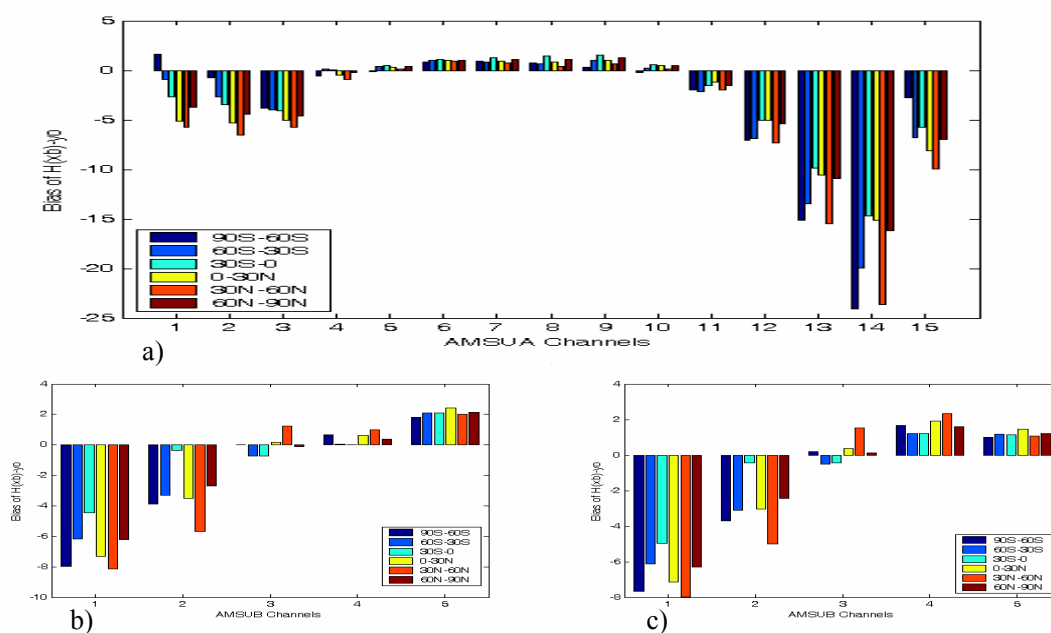 5
0
-5
-10
-15
-20
-25
Bias of H(xb)-y0
90S-60S
60S-30S
30S-0
0-30N
30N-60N
60N-90N
1 2 3 4 5 6 7 8 9 10 11 12 13 14 15
AMSUA Channels
a)
4
2
0
-2
-4
-6
-8
-10
Bias of H(xb)-y0
90S-60S
60S-30S
30S-0
0-30N
30N-60N
60N-90N
1 2 3 4 5
AMSUB Channels
b)
4
2
0
-2
-4
-6
-8
Bias of H(xb)-y0
90S-60S
60S-30S
30S-0
0-30N
30N-60N
60N-90N
1 2 3 4 5
AMSUB Channels
c)